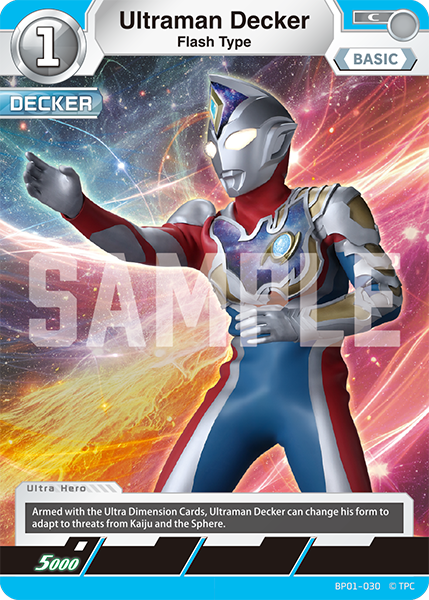 1
Ultraman Decker
Flash Type
C
BASIC
DECKER
SAMPLE
Ultra Hero
Armed with the Ultra Dimension Cards, Ultraman Decker can change his form to
adapt to threats from Kaiju and the Sphere.
5000
BP01-030 © TPC